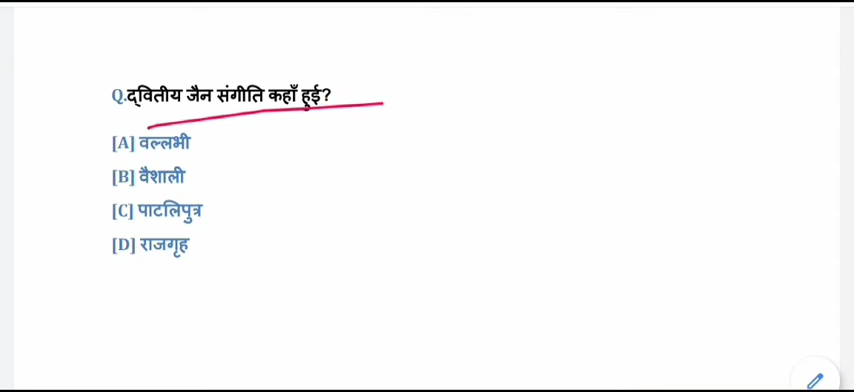 Q.द्वितीय जैन संगीति कहाँ हुई?
[A] वल्लभी
[B] वैशाली
[C] पाटलिपुत्र
[D] राजगृह